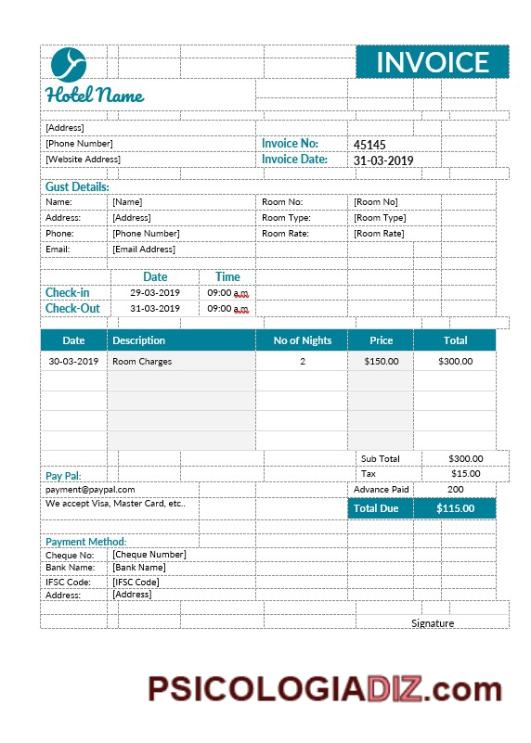 INVOICE
Hotel Name
[Address]
[Phone Number] Invoice No: 45145
[Website Address] Invoice Date: 31-03-2019
Gust Details:
Name: [Name] Room No: [Room No]
Address: [Address] Room Type: [Room Type]
Phone: [Phone Number] Room Rate: [Room Rate]
Email: [Email Address]
Date Time
Check-in 29-03-2019 09:00 a.m
Check-Out 31-03-2019 09:00 a.m
Date Description No of Nights Price Total
30-03-2019 Room Charges 2 $150.00 $300.00
Sub Total $300.00
Pay Pal: Tax $15.00
payment@paypal.com Advance Paid 200
We accept Visa, Master Card, etc.. Total Due $115.00
Payment Method:
Cheque No: [Cheque Number]
Bank Name: [Bank Name]
IFSC Code: [IFSC Code]
Address: [Address]
Signature
PSICOLOGIADIZ.com